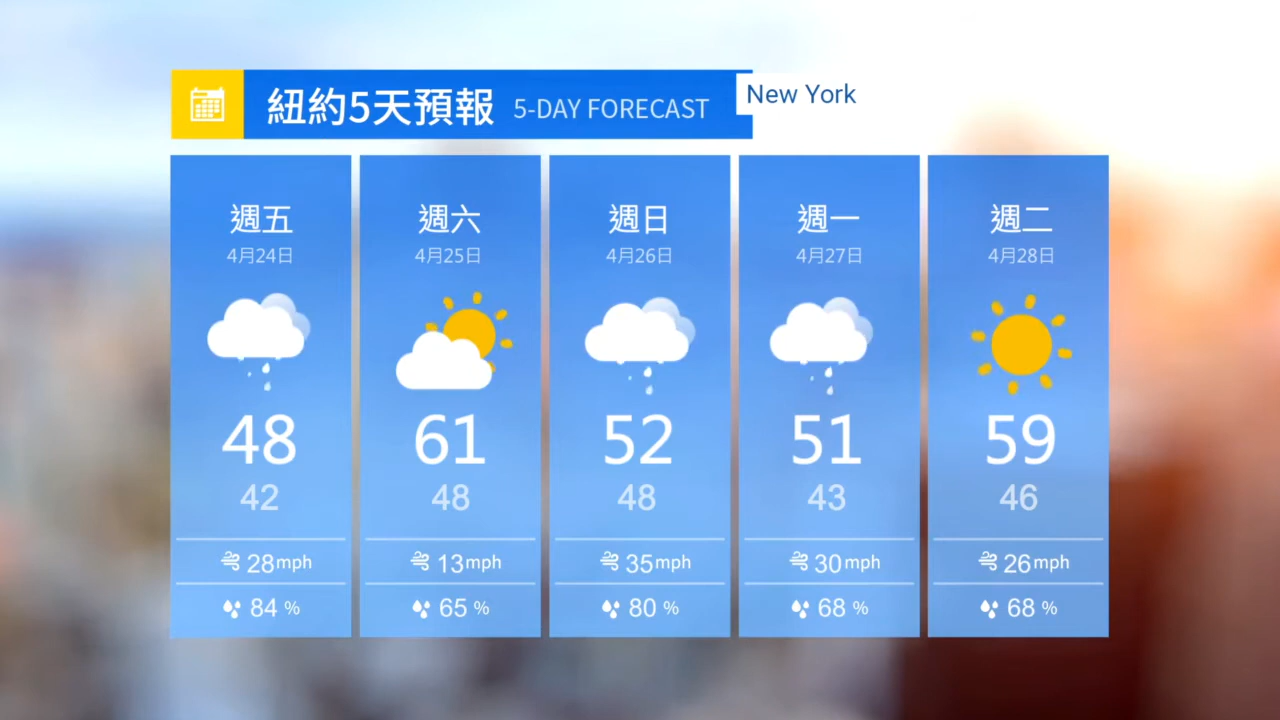 紐約5天預報 5-DAY FORECAST New York
週五 週六 週日 週一 週二
4月24日 4月25日 4月26日 4月27日 4月28日
48 61 52 51 59
42 48 48 43 46
28mph 13mph 35mph 30mph 26mph
84 % 65 % 80 % 68 % 68 %